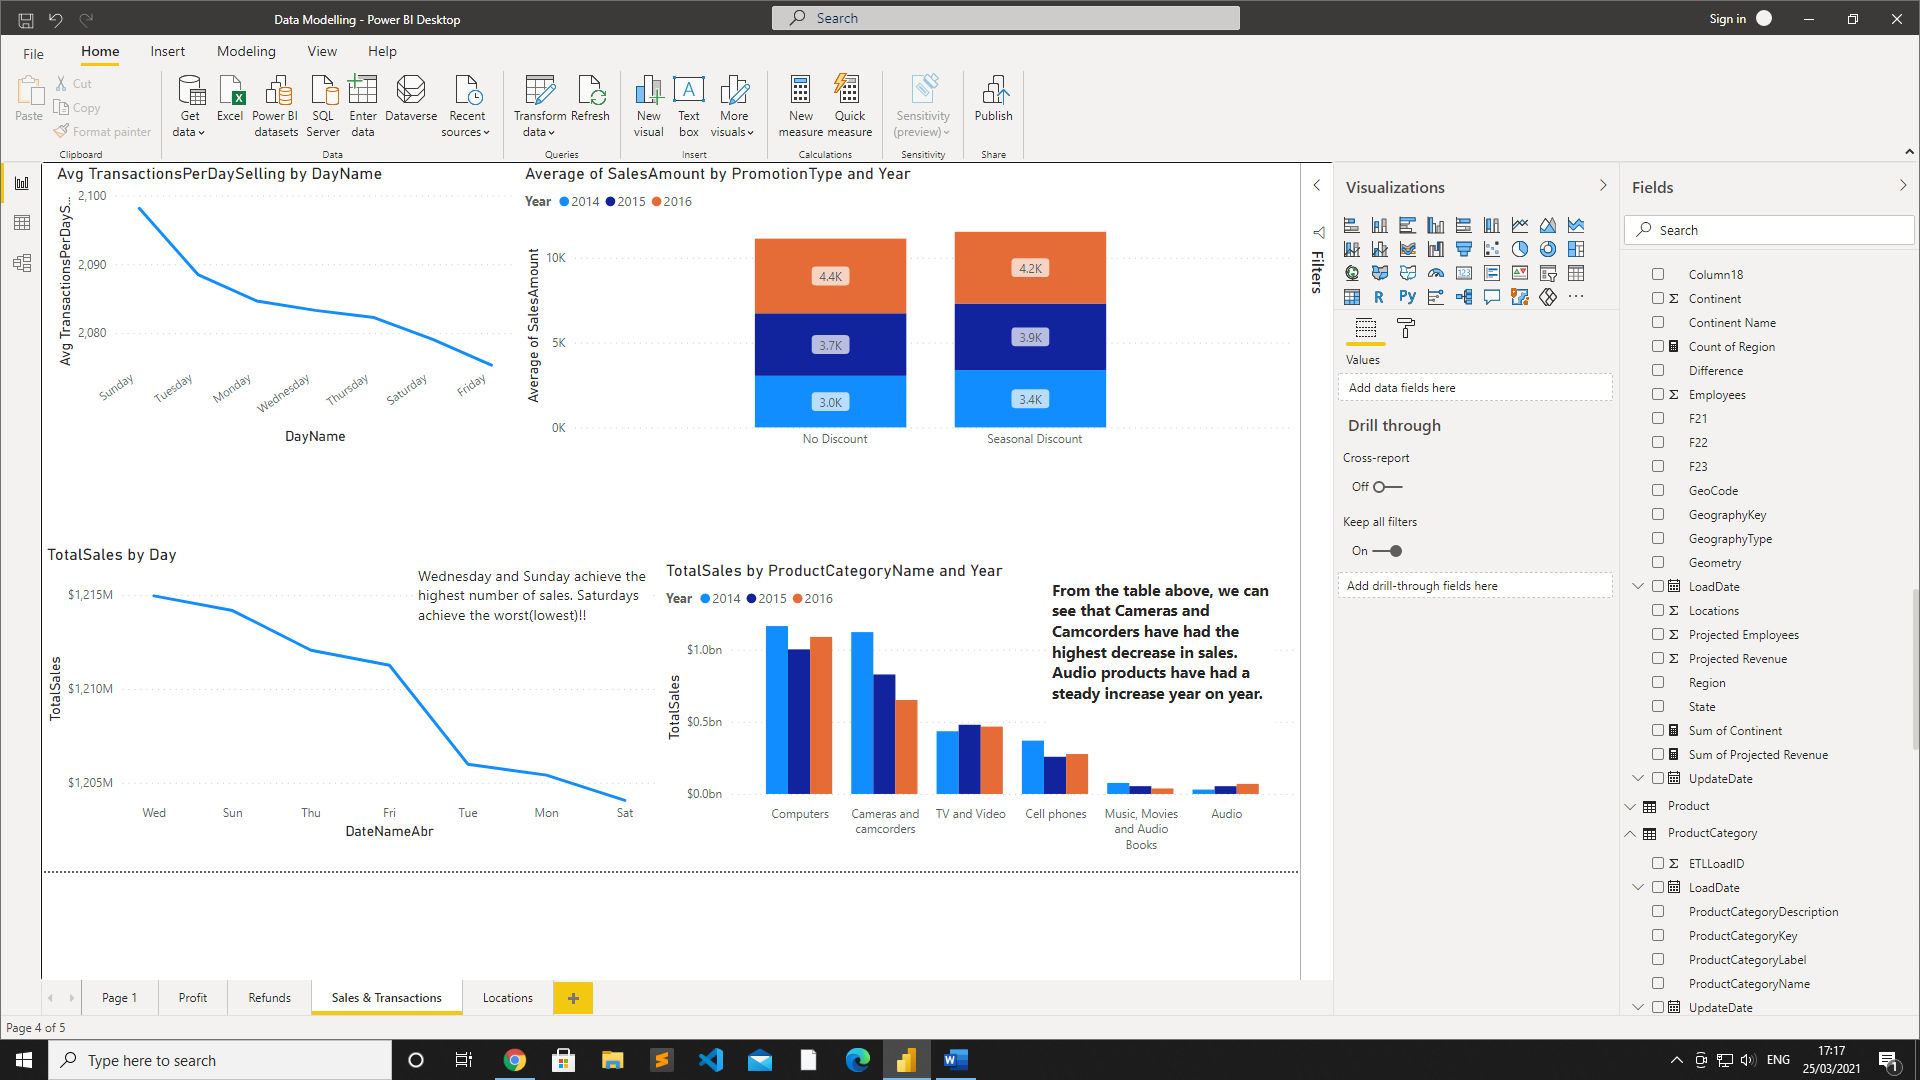 Data Modelling - Power BI Desktop
Search
Sign in
File
Home
Insert
Modeling
View
Help
Paste
Cut
Copy
Format painter
Clipboard
Get data
Excel
Power BI datasets
SQL Server
Enter data
Dataverse
Recent sources
Data
Transform data
Refresh
Queries
New visual
Text box
More visuals
Insert
New measure
Quick measure
Calculations
Sensitivity (preview)
Sensitivity
Publish
Share
Avg TransactionsPerDaySelling by DayName
Avg TransactionsPerDayS...
2,100
2,090
2,080
Sunday
Tuesday
Monday
Wednesday
Thursday
Saturday
Friday
DayName
Average of SalesAmount by PromotionType and Year
Year 2014 2015 2016
Average of SalesAmount
10K
5K
0K
4.4K
3.7K
3.0K
4.2K
3.9K
3.4K
No Discount
Seasonal Discount
TotalSales by Day
Wednesday and Sunday achieve the
highest number of sales. Saturdays
achieve the worst(lowest)!!
TotalSales
$1,215M
$1,210M
$1,205M
Wed
Sun
Thu
Fri
Tue
Mon
Sat
DateNameAbr
TotalSales by ProductCategoryName and Year
Year 2014 2015 2016
From the table above, we can
see that Cameras and
Camcorders have had the
highest decrease in sales.
Audio products have had a
steady increase year on year.
TotalSales
$1.0bn
$0.5bn
$0.0bn
Computers
Cameras and
camcorders
TV and Video
Cell phones
Music, Movies
and Audio
Books
Audio
Filters
Visualizations
R
Py
123
Values
Add data fields here
Drill through
Cross-report
Off
Keep all filters
On
Add drill-through fields here
Fields
Search
Column18
Σ Continent
Continent Name
Count of Region
Difference
Σ Employees
F21
F22
F23
GeoCode
GeographyKey
GeographyType
Geometry
LoadDate
Σ Locations
Σ Projected Employees
Σ Projected Revenue
Region
State
Sum of Continent
Sum of Projected Revenue
UpdateDate
Product
ProductCategory
Σ ETLLoadID
LoadDate
ProductCategoryDescription
ProductCategoryKey
ProductCategoryLabel
ProductCategoryName
UpdateDate
Page 1
Profit
Refunds
Sales & Transactions
Locations
+
Page 4 of 5
Type here to search
ENG
17:17
25/03/2021
1